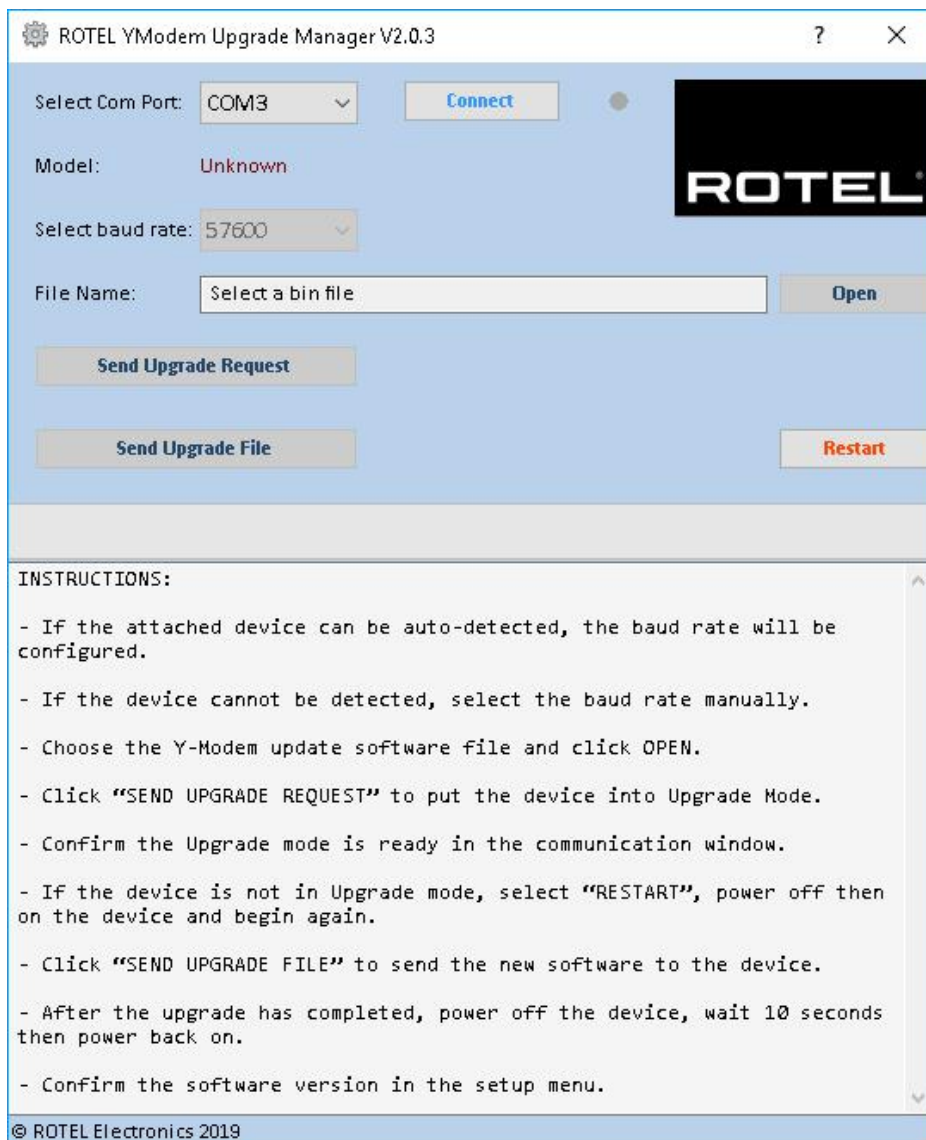 ROTEL YModem Upgrade Manager V2.0.3
?
Select Com Port: COM3 Connect
ROTEL
Model: Unknown
Select baud rate: 57600
File Name: Select a bin file Open
Send Upgrade Request
Send Upgrade File Restart
INSTRUCTIONS:
- If the attached device can be auto-detected, the baud rate will be
configured.
- If the device cannot be detected, select the baud rate manually.
- Choose the Y-Modem update software file and click OPEN.
- Click “SEND UPGRADE REQUEST” to put the device into Upgrade Mode.
- Confirm the Upgrade mode is ready in the communication window.
- If the device is not in Upgrade mode, select “RESTART”, power off then
on the device and begin again.
- Click “SEND UPGRADE FILE” to send the new software to the device.
- After the upgrade has completed, power off the device, wait 10 seconds
then power back on.
- Confirm the software version in the setup menu.
© ROTEL Electronics 2019